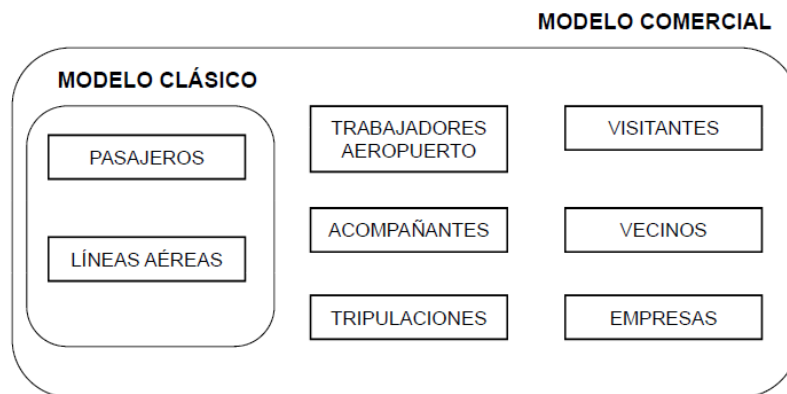 MODELO COMERCIAL
MODELO CLÁSICO
PASAJEROS
LÍNEAS AÉREAS
TRABAJADORES
AEROPUERTO
ACOMPAÑANTES
TRIPULACIONES
VISITANTES
VECINOS
EMPRESAS